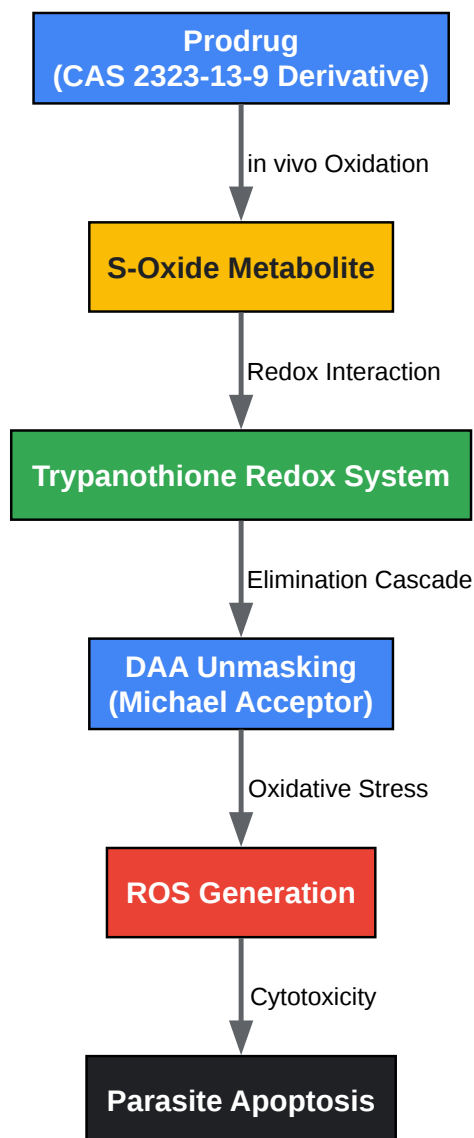 Prodrug
(CAS 2323-13-9 Derivative)
in vivo Oxidation
S-Oxide Metabolite
Redox Interaction
Trypanothione Redox System
Elimination Cascade
DAA Unmasking
(Michael Acceptor)
Oxidative Stress
ROS Generation
Cytotoxicity
Parasite Apoptosis